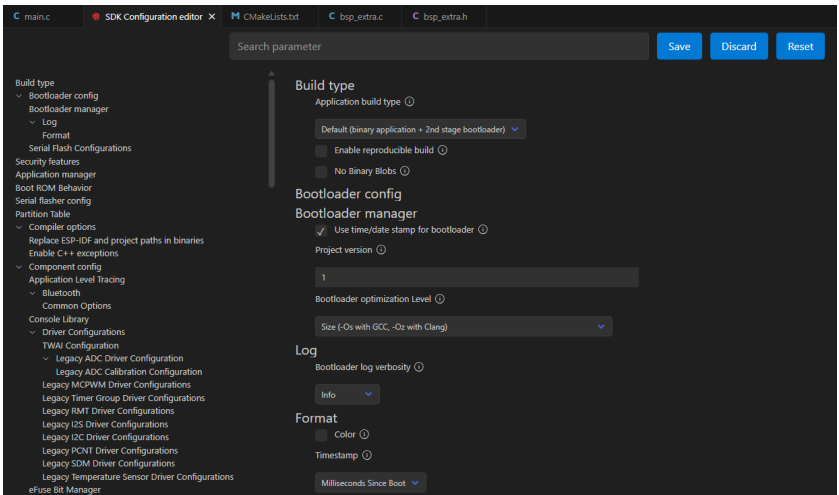 main.c
SDK Configuration editor
CMakeLists.txt
bsp_extra.c
bsp_extra.h
Search parameter
Save
Discard
Reset
Build type
Bootloader config
Bootloader manager
Log
Format
Serial Flash Configurations
Security features
Application manager
Boot ROM Behavior
Serial flasher config
Partition Table
Compiler options
Replace ESP-IDF and project paths in binaries
Enable C++ exceptions
Component config
Application Level Tracing
Bluetooth
Common Options
Console Library
Driver Configurations
TWAI Configuration
Legacy ADC Driver Configuration
Legacy ADC Calibration Configuration
Legacy MCPWM Driver Configurations
Legacy Timer Group Driver Configurations
Legacy RMT Driver Configurations
Legacy I2S Driver Configurations
Legacy I2C Driver Configurations
Legacy PCNT Driver Configurations
Legacy SDM Driver Configurations
Legacy Temperature Sensor Driver Configurations
eFuse Bit Manager
Build type
Application build type
Default (binary application + 2nd stage bootloader)
Enable reproducible build
No Binary Blobs
Bootloader config
Bootloader manager
Use time/date stamp for bootloader
Project version
1
Bootloader optimization Level
Size (-Os with GCC, -Oz with Clang)
Log
Bootloader log verbosity
Info
Format
Color
Timestamp
Milliseconds Since Boot